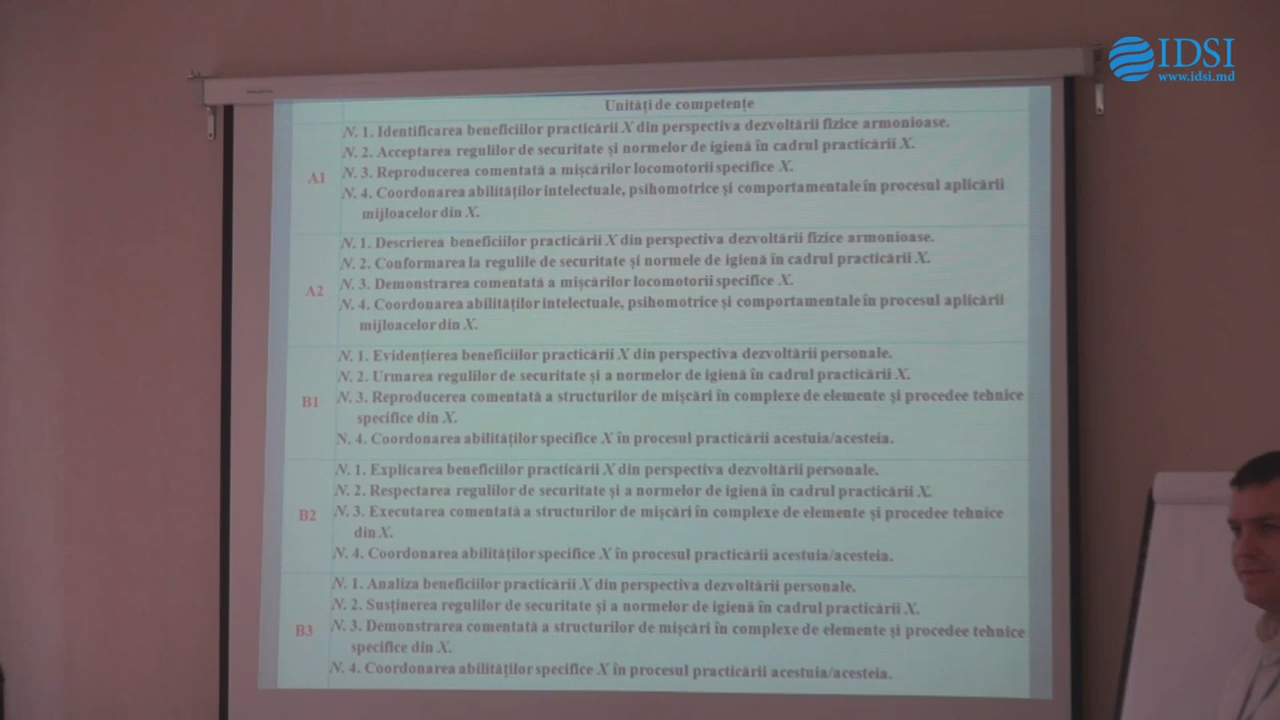 IDSI
www.idsi.md
Unități de competențe
A1
N. 1. Identificarea beneficiilor practicării X din perspectiva dezvoltării fizice armonioase.
N. 2. Acceptarea regulilor de securitate și normelor de igienă în cadrul practicării X.
N. 3. Reproducerea comentată a mișcărilor locomotorii specifice X.
N. 4. Coordonarea abilităților intelectuale, psihomotrice și comportamentale în procesul aplicării
mijloacelor din X.
A2
N. 1. Descrierea beneficiilor practicării X din perspectiva dezvoltării fizice armonioase.
N. 2. Conformarea la regulile de securitate și normele de igienă în cadrul practicării X.
N. 3. Demonstrarea comentată a mișcărilor locomotorii specifice X.
N. 4. Coordonarea abilităților intelectuale, psihomotrice și comportamentale în procesul aplicării
mijloacelor din X.
B1
N. 1. Evidențierea beneficiilor practicării X din perspectiva dezvoltării personale.
N. 2. Urmarea regulilor de securitate și a normelor de igienă în cadrul practicării X.
N. 3. Reproducerea comentată a structurilor de mișcări în complexe de elemente și procedee tehnice
specifice din X.
N. 4. Coordonarea abilităților specifice X în procesul practicării acestuia/acesteia.
B2
N. 1. Explicarea beneficiilor practicării X din perspectiva dezvoltării personale.
N. 2. Respectarea regulilor de securitate și a normelor de igienă în cadrul practicării X.
N. 3. Executarea comentată a structurilor de mișcări în complexe de elemente și procedee tehnice
din X.
N. 4. Coordonarea abilităților specifice X în procesul practicării acestuia/acesteia.
B3
N. 1. Analiza beneficiilor practicării X din perspectiva dezvoltării personale.
N. 2. Susținerea regulilor de securitate și a normelor de igienă în cadrul practicării X.
N. 3. Demonstrarea comentată a structurilor de mișcări în complexe de elemente și procedee tehnice
specifice din X.
N. 4. Coordonarea abilităților specifice X în procesul practicării acestuia/acesteia.